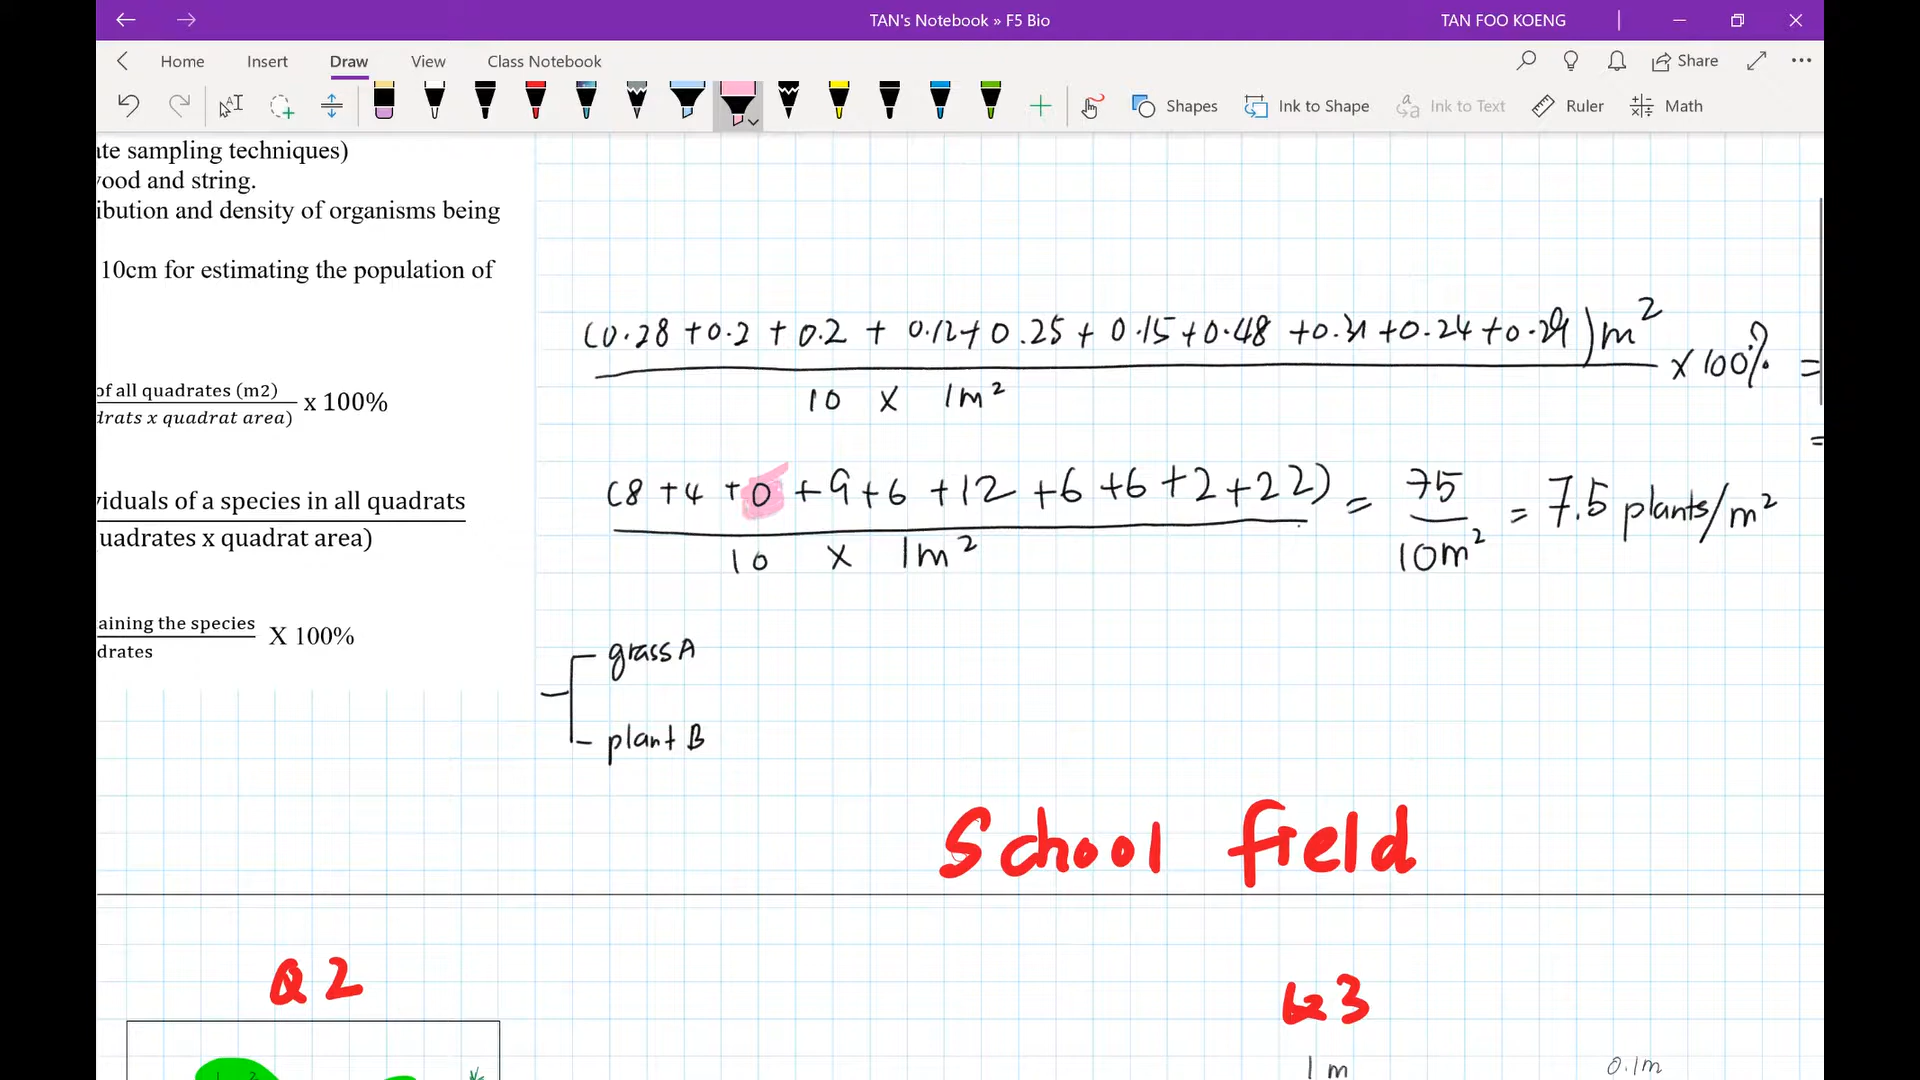 TAN's Notebook » F5 Bio
TAN FOO KOENG
Home Insert Draw View Class Notebook
Share
Shapes Ink to Shape Ink to Text Ruler Math
ate sampling techniques)
wood and string.
ibution and density of organisms being
10cm for estimating the population of
of all quadrates (m2)
drats x quadrat area)
x 100%
viduals of a species in all quadrats
uadrates x quadrat area)
aining the species
drates
X 100%
(0.28 + 0.2 + 0.2 + 0.12 + 0.25 + 0.15 + 0.48 + 0.31 + 0.24 + 0.29) m²
10 x 1m²
x 100% =
=
(8 + 4 + 0 + 9 + 6 + 12 + 6 + 6 + 2 + 22)
10 x 1m²
= 75
10m²
= 7.5 plants/m²
grass A
plant B
School field
Q2
Q3
1 m
0.1m